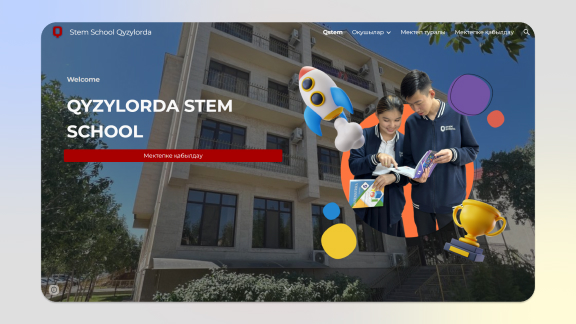 Stem School Qyzylorda
Qstem
Оқушылар
Мектеп туралы
Мектепке қабылдау
Welcome
QYZYLORDA STEM
SCHOOL
Мектепке қабылдау